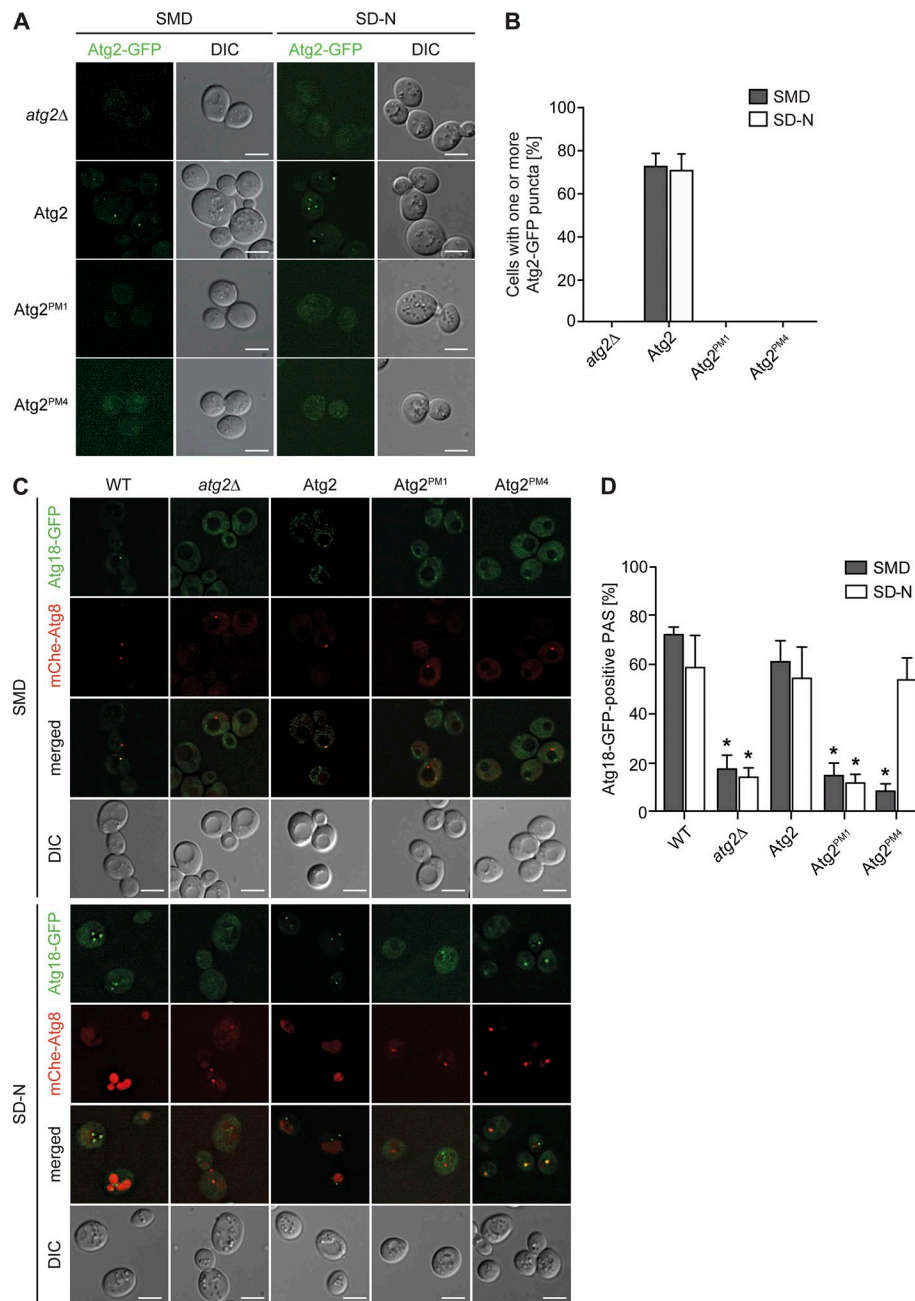 A
SMD
SD-N
Atg2-GFP
DIC
Atg2-GFP
DIC
atg2Δ
Atg2
Atg2PM1
Atg2PM4
B
SMD
SD-N
Cells with one or more
Atg2-GFP puncta [%]
100
80
60
40
20
0
atg2Δ
Atg2
Atg2PM1
Atg2PM4
C
WT
atg2Δ
Atg2
Atg2PM1
Atg2PM4
SMD
Atg18-GFP
mChe-Atg8
merged
DIC
SD-N
Atg18-GFP
mChe-Atg8
merged
DIC
D
SMD
SD-N
Atg18-GFP-positive PAS [%]
100
80
60
40
20
0
* * * * *
WT
atg2Δ
Atg2
Atg2PM1
Atg2PM4